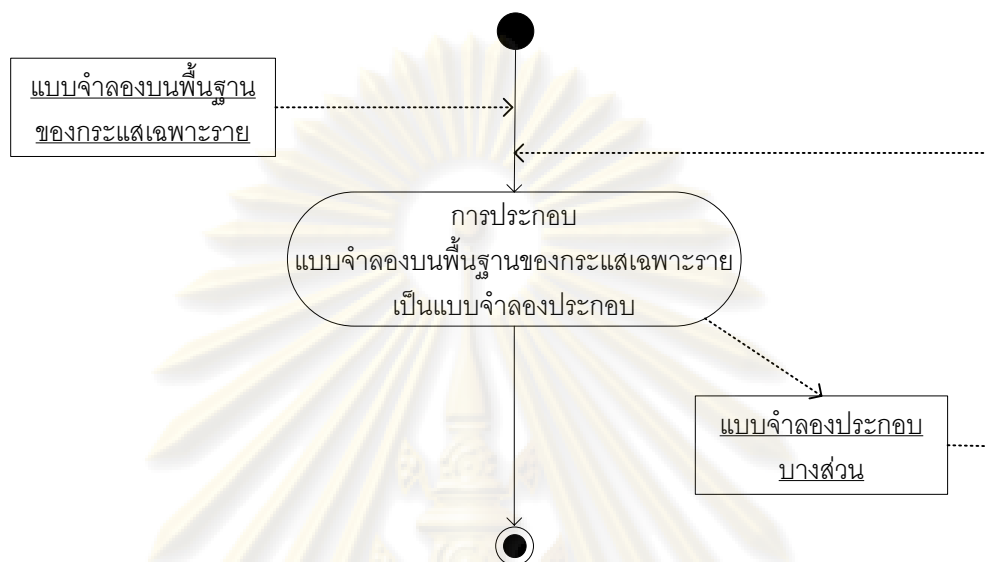 แบบจำลองบนพื้นฐาน
ของกระแสเฉพาะราย
การประกอบ
แบบจำลองบนพื้นฐานของกระแสเฉพาะราย
เป็นแบบจำลองประกอบ
แบบจำลองประกอบ
บางส่วน